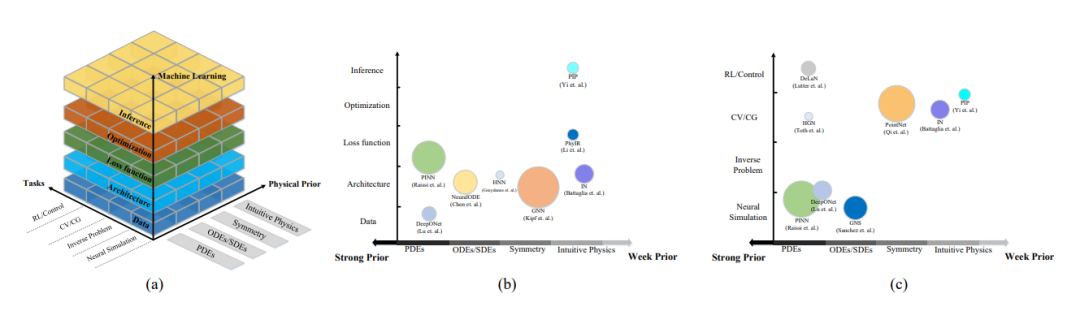 Machine Learning
Inference
Optimization
Loss function
Architecture
Data
Tasks
Physical Prior
RL/Control
CV/CG
Inverse Problem
Neural Simulation
Intuitive Physics
Symmetry
ODEs/SDEs
PDEs
(a)
Inference
Optimization
Loss function
Architecture
Data
PIP
(Yi et. al.)
PhyIR
(Li et. al.)
PINN
(Raissi et. al.)
NeuralODE
(Chen et. al.)
HNN
(Greydanus et. al.)
GNN
(Kipf et. al.)
IN
(Battaglia et. al.)
DeepONet
(Lu et. al.)
PDEs
ODEs/SDEs
Symmetry
Intuitive Physics
Strong Prior
Week Prior
(b)
RL/Control
CV/CG
Inverse
Problem
Neural
Simulation
DeLaN
(Lutter et. al.)
HGN
(Toth et. al.)
PointNet
(Qi et. al.)
IN
(Battaglia et. al.)
PIP
(Yi et. al.)
PINN
(Raissi et. al.)
DeepONet
(Lu et. al.)
GNS
(Sanchez et. al.)
PDEs
ODEs/SDEs
Symmetry
Intuitive Physics
Strong Prior
Week Prior
(c)